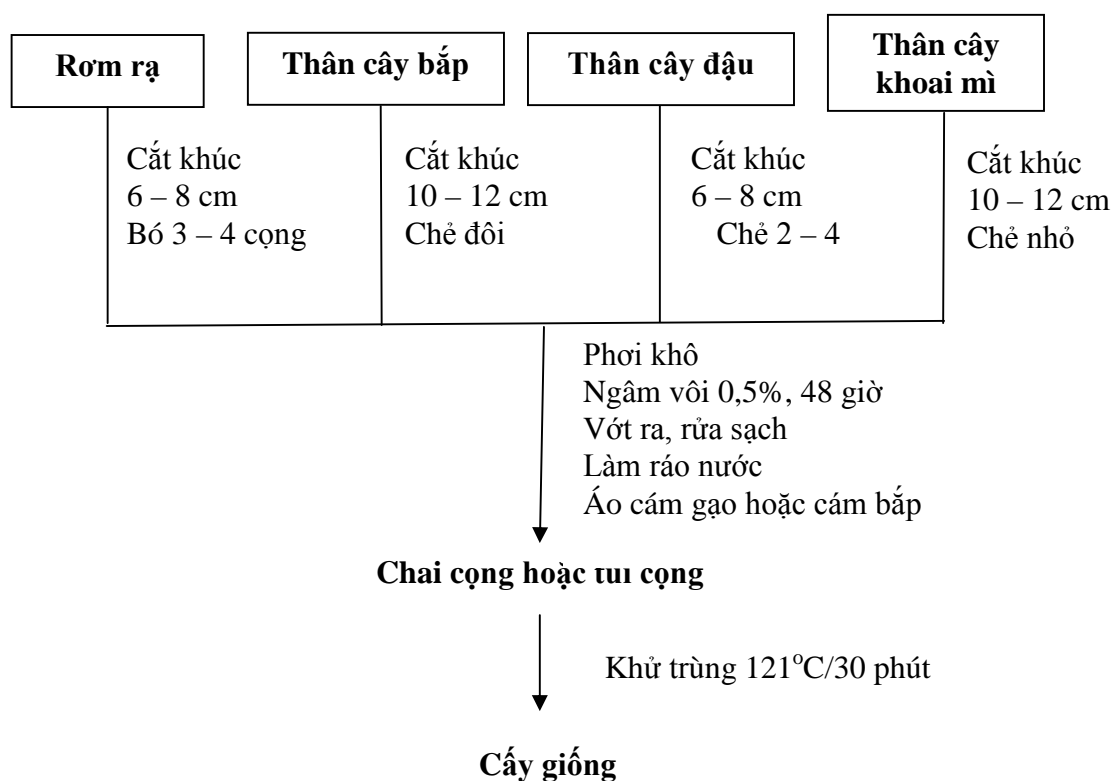 Rơm rạ
Thân cây bắp
Thân cây đậu
Thân cây
khoai mì
Cắt khúc
6 – 8 cm
Bó 3 – 4 cọng
Cắt khúc
10 – 12 cm
Chẻ đôi
Cắt khúc
6 – 8 cm
Chẻ 2 – 4
Cắt khúc
10 – 12 cm
Chẻ nhỏ
Phơi khô
Ngâm vôi 0,5%, 48 giờ
Vớt ra, rửa sạch
Làm ráo nước
Áo cám gạo hoặc cám bắp
Chai cọng hoặc tui cọng
Khử trùng 121°C/30 phút
Cấy giống